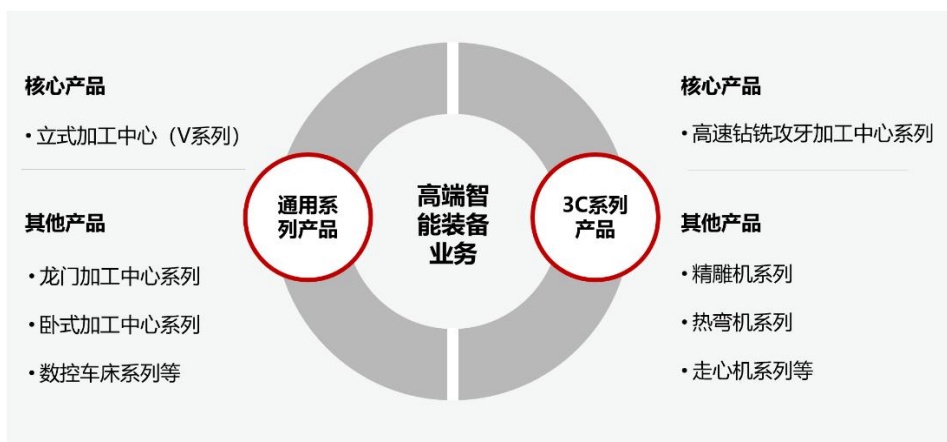 核心产品
•立式加工中心（V系列）
其他产品
•龙门加工中心系列
•卧式加工中心系列
•数控车床系列等
通用系
列产品
高端智
能装备
业务
3C系列
产品
核心产品
•高速钻铣攻牙加工中心系列
其他产品
•精雕机系列
•热弯机系列
•走心机系列等